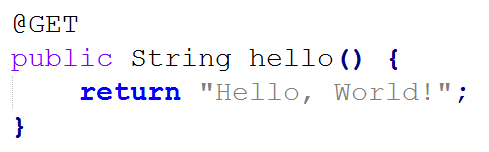 @GET
public String hello() {
    return "Hello, World!";
}